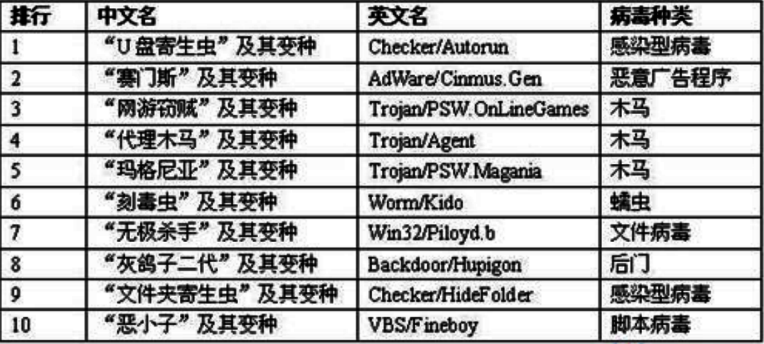 排行 中文名 英文名 病毒种类
1 “U盘寄生虫”及其变种 Checker/Autorun 感染型病毒
2 “赛门斯”及其变种 AdWare/Cinmus.Gen 恶意广告程序
3 “网游窃贼”及其变种 Trojan/PSW.OnLineGames 木马
4 “代理木马”及其变种 Trojan/Agent 木马
5 “玛格尼亚”及其变种 Trojan/PSW.Magania 木马
6 “刻毒虫”及其变种 Worm/Kido 蠕虫
7 “无极杀手”及其变种 Win32/Piloyd.b 文件病毒
8 “灰鸽子二代”及其变种 Backdoor/Hupigon 后门
9 “文件夹寄生虫”及其变种 Checker/HideFolder 感染型病毒
10 “恶小子”及其变种 VBS/Fineboy 脚本病毒